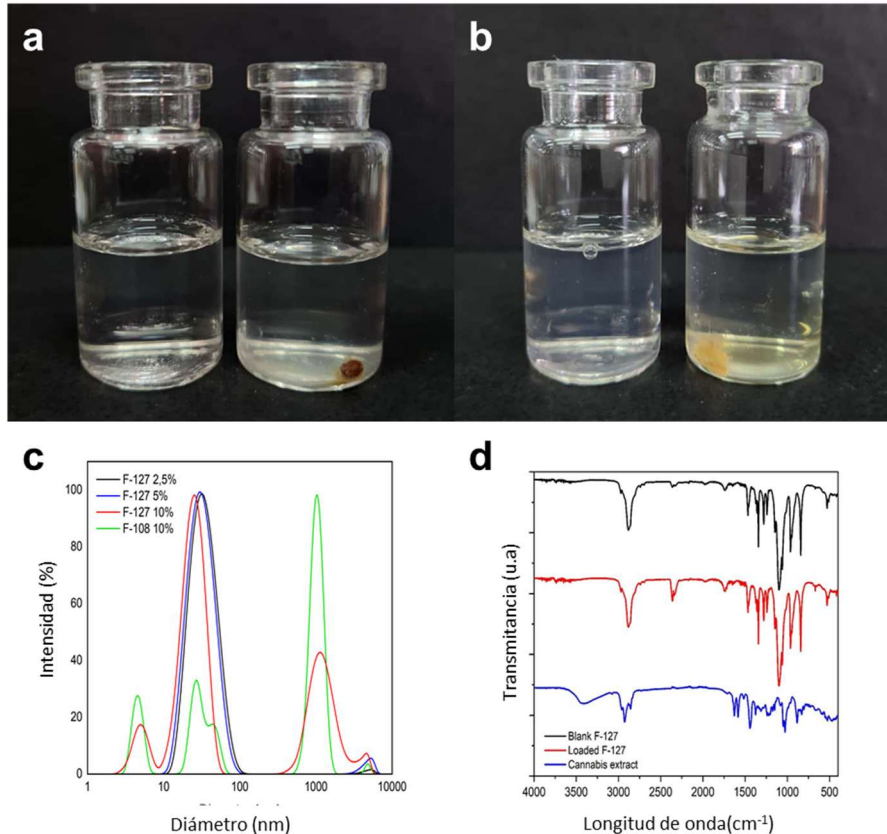 a
b
c
F-127 2,5%
F-127 5%
F-127 10%
F-108 10%
Intensidad (%)
100
80
60
40
20
0
1
10
100
1000
10000
Diámetro (nm)
d
Transmitancia (u.a)
Blank F-127
Loaded F-127
Cannabis extract
4000
3500
3000
2500
2000
1500
1000
500
Longitud de onda(cm⁻¹)